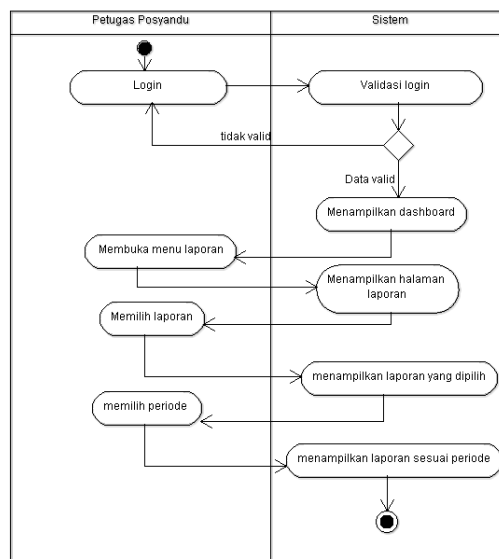 Petugas Posyandu
Sistem
Login
Validasi login
tidak valid
Data valid
Menampilkan dashboard
Membuka menu laporan
Menampilkan halaman
laporan
Memilih laporan
menampilkan laporan yang dipilih
memilih periode
menampilkan laporan sesuai periode